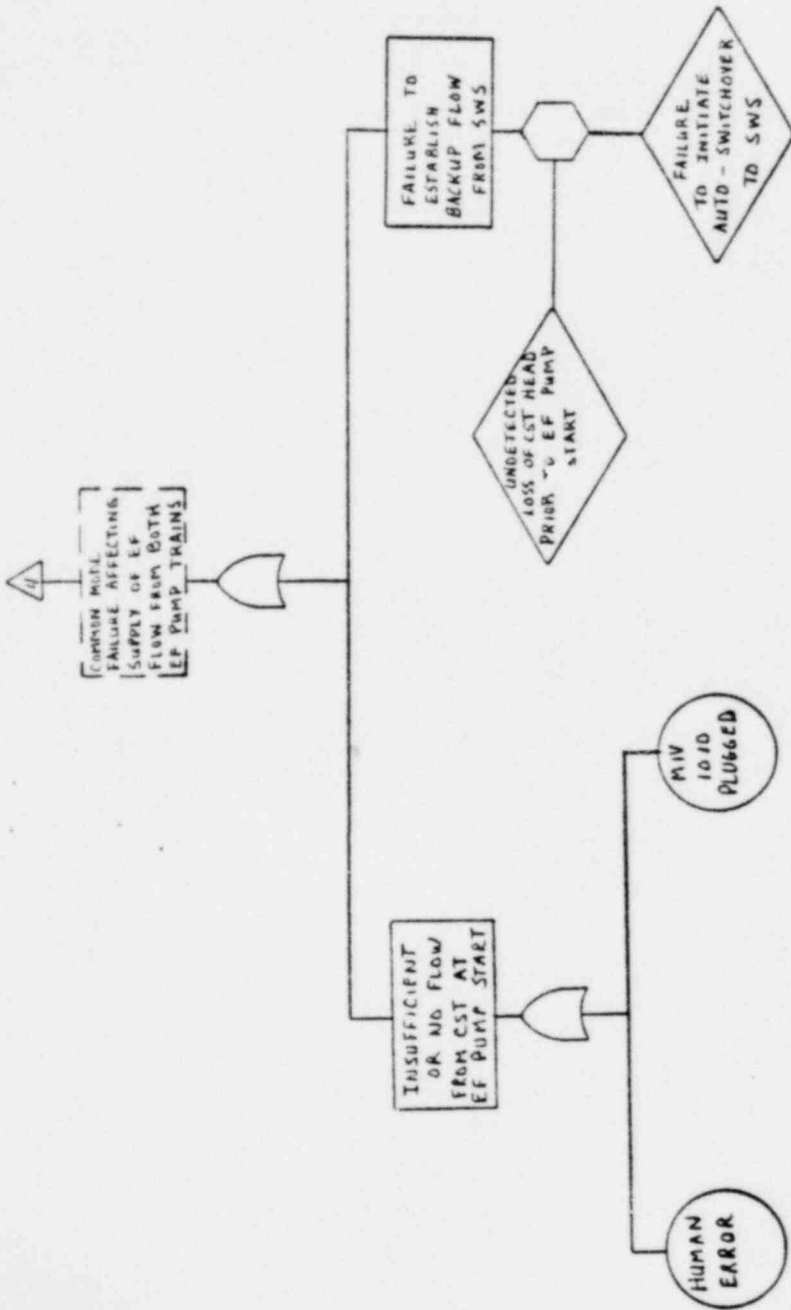 4
COMMON MODE
FAILURE AFFECTING
SUPPLY OF EF
FLOW FROM BOTH
EF PUMP TRAINS
INSUFFICIENT
OR NO FLOW
FROM CST AT
EF PUMP START
HUMAN
ERROR
MIV
1010
PLUGGED
FAILURE TO
ESTABLISH
BACKUP FLOW
FROM SWS
UNDETECTED
LOSS OF CST HEAD
PRIOR TO EF PUMP
START
FAILURE
TO INITIATE
AUTO - SWITCHOVER
TO SWS